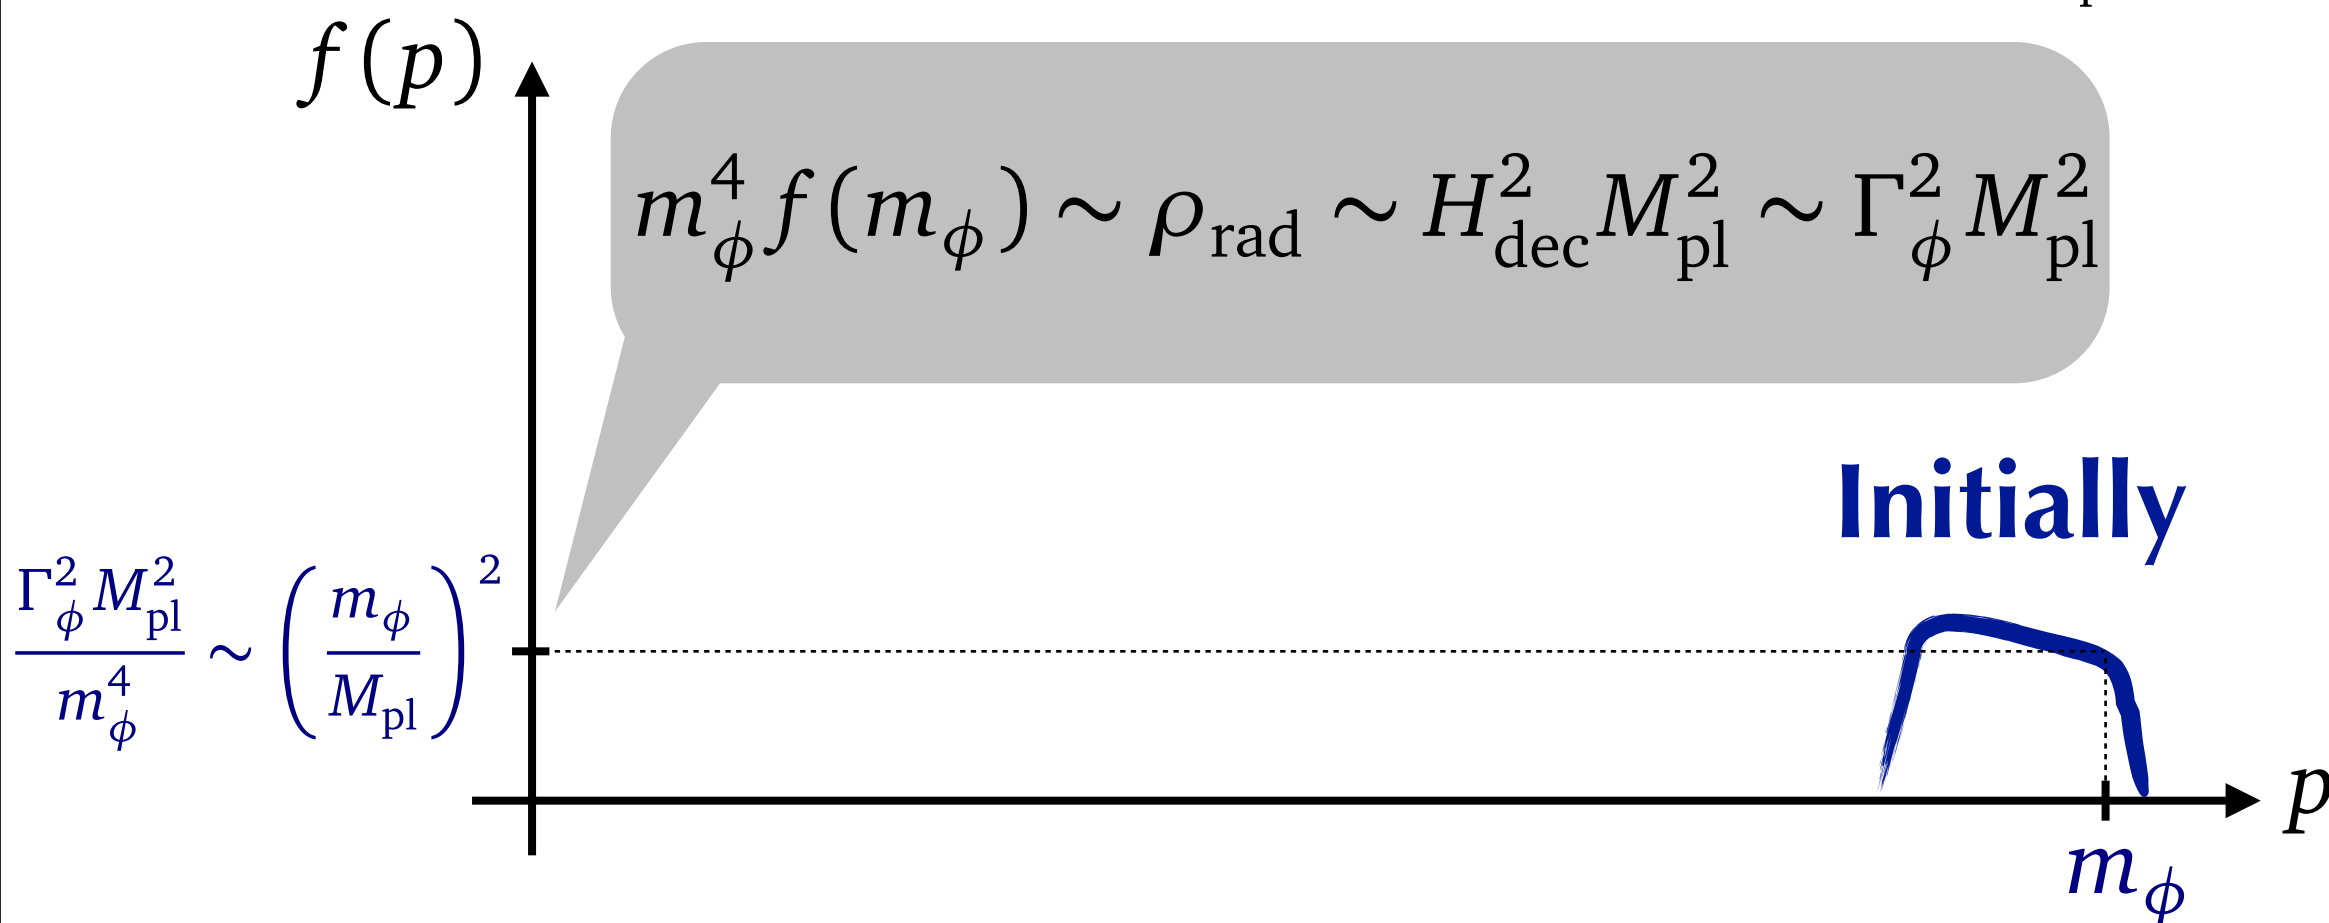 f(p)
m_ϕ^4 f(m_ϕ) ∼ ρ_rad ∼ H_dec^2 M_pl^2 ∼ Γ_ϕ^2 M_pl^2
Initially
Γ_ϕ^2 M_pl^2 / m_ϕ^4 ∼ (m_ϕ / M_pl)^2
p
m_ϕ